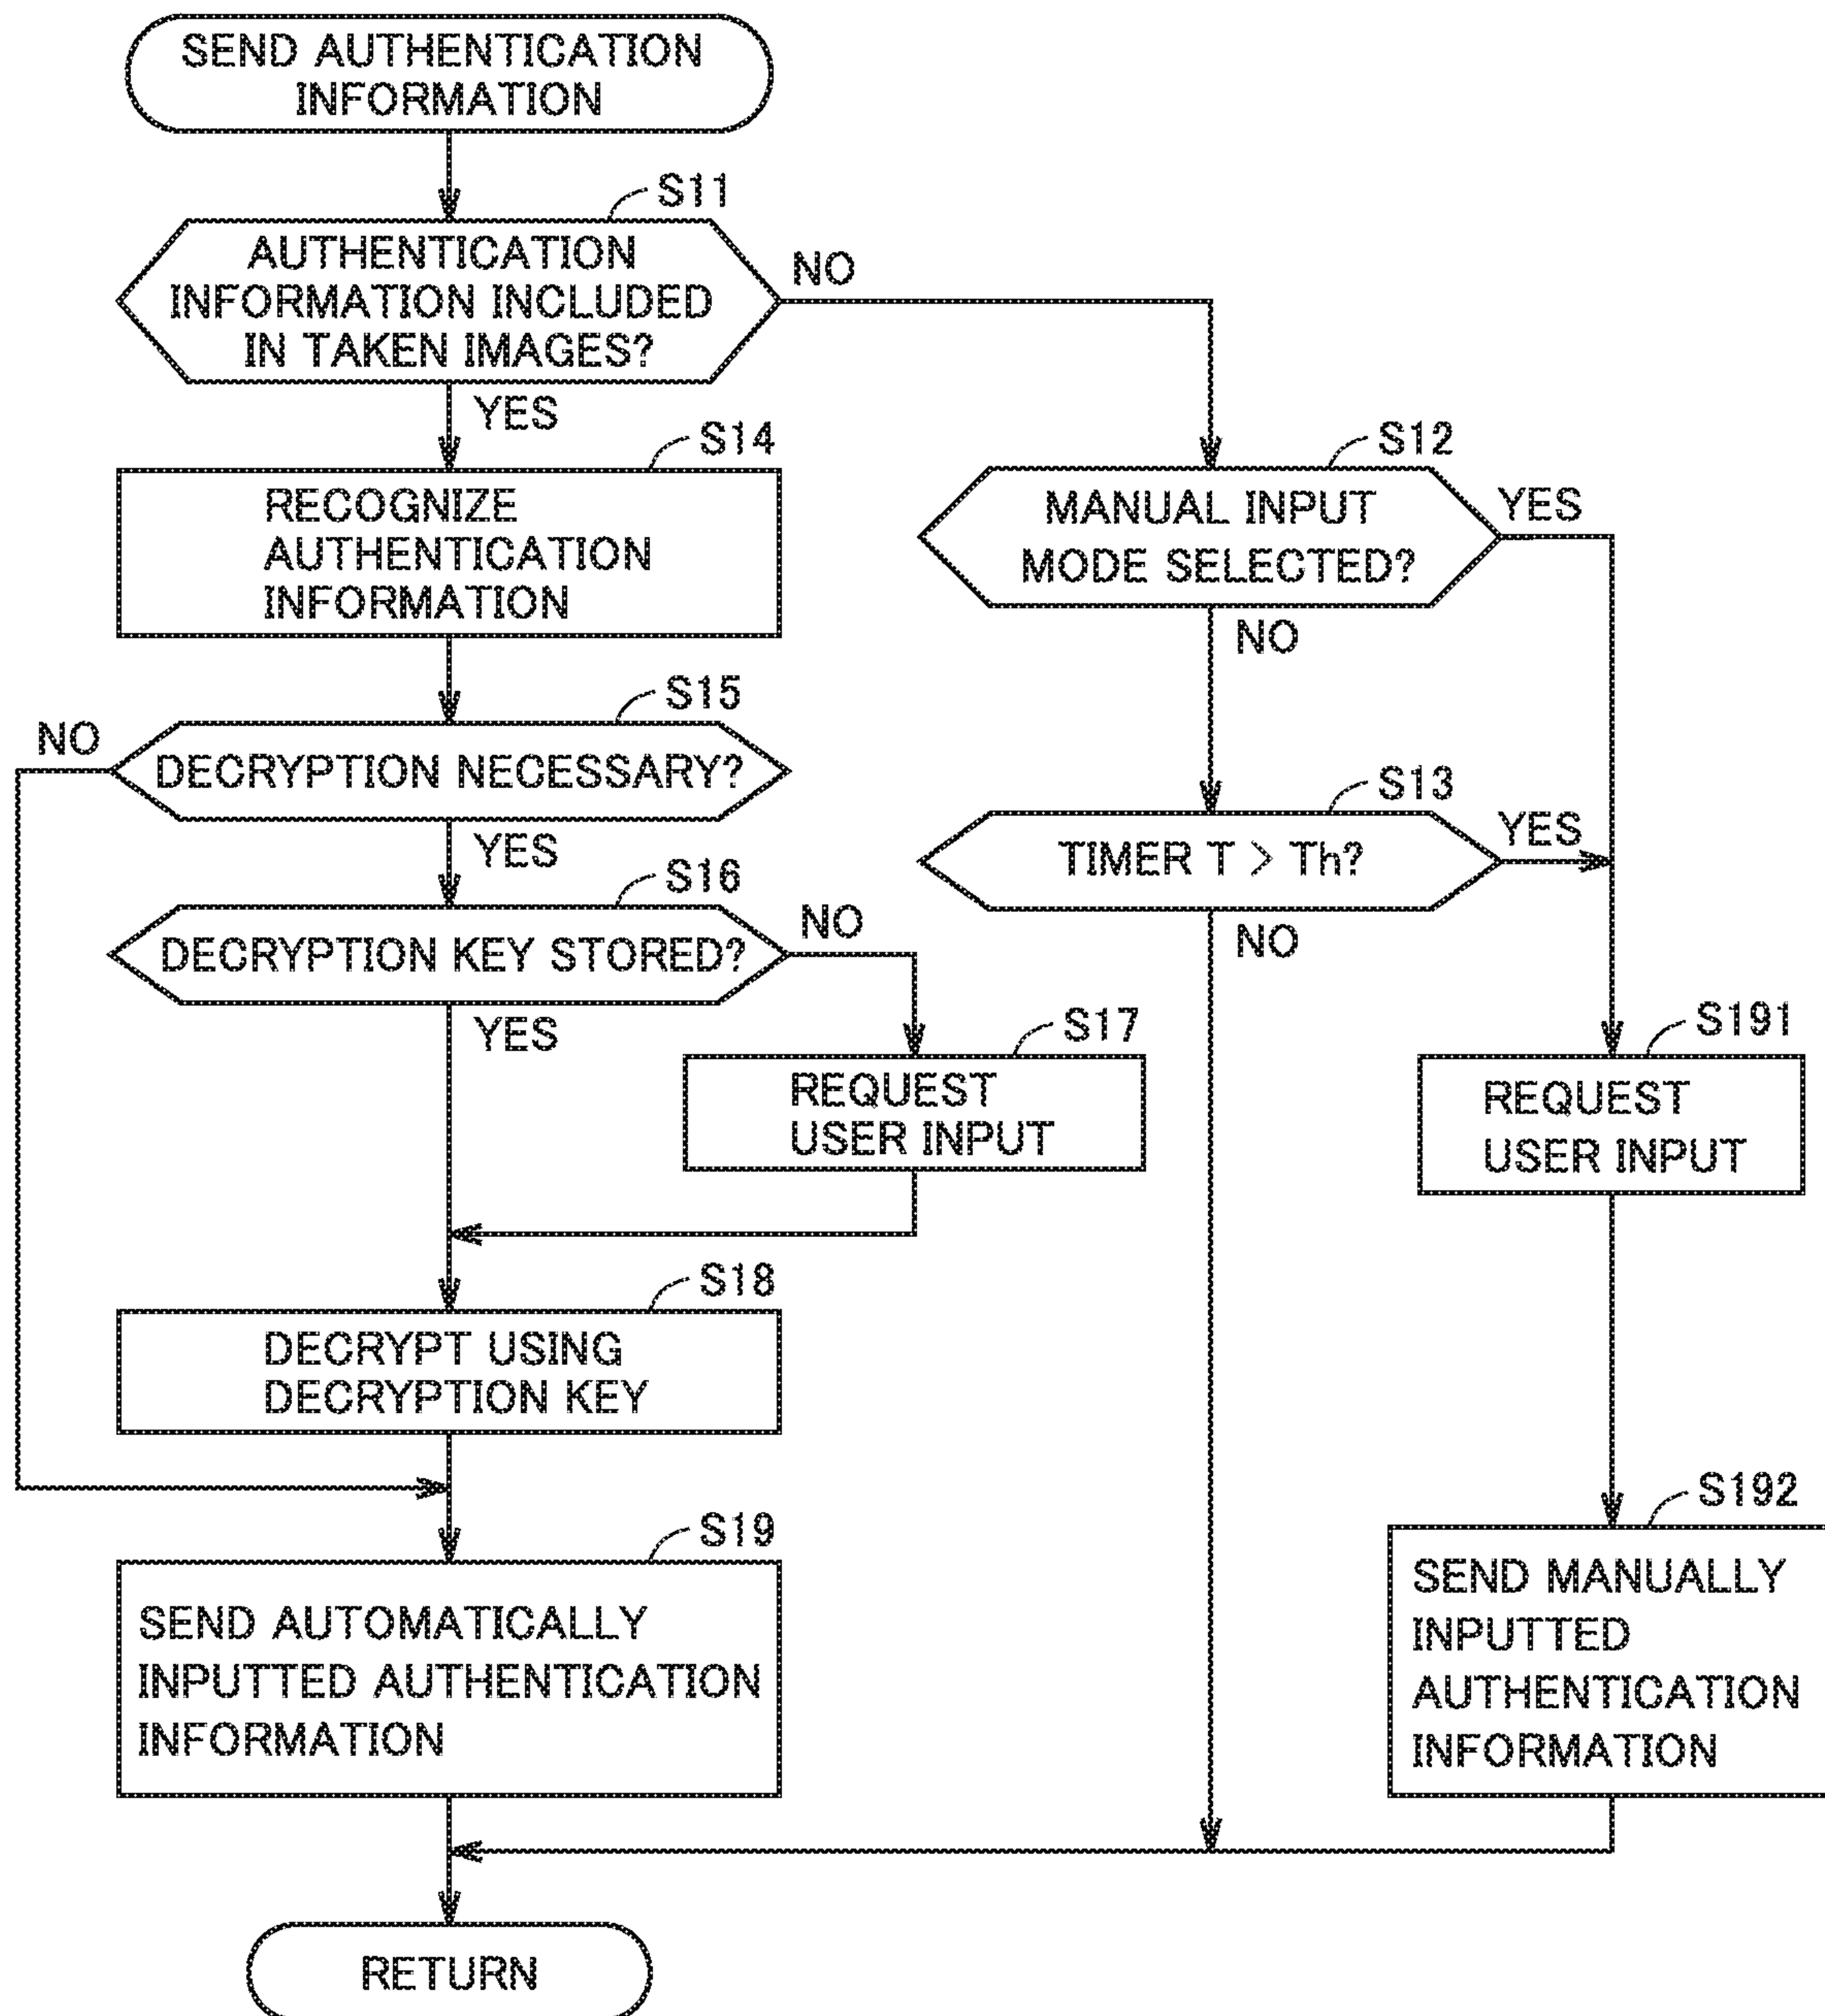 SEND AUTHENTICATION
INFORMATION
S11
AUTHENTICATION
INFORMATION INCLUDED
IN TAKEN IMAGES?
NO
YES
S14
RECOGNIZE
AUTHENTICATION
INFORMATION
S12
MANUAL INPUT
MODE SELECTED?
YES
NO
S15
NO
DECRYPTION NECESSARY?
YES
S13
TIMER T > Th?
YES
NO
S16
DECRYPTION KEY STORED?
NO
YES
S17
REQUEST
USER INPUT
S191
REQUEST
USER INPUT
S18
DECRYPT USING
DECRYPTION KEY
S19
SEND AUTOMATICALLY
INPUTTED AUTHENTICATION
INFORMATION
S192
SEND MANUALLY
INPUTTED
AUTHENTICATION
INFORMATION
RETURN